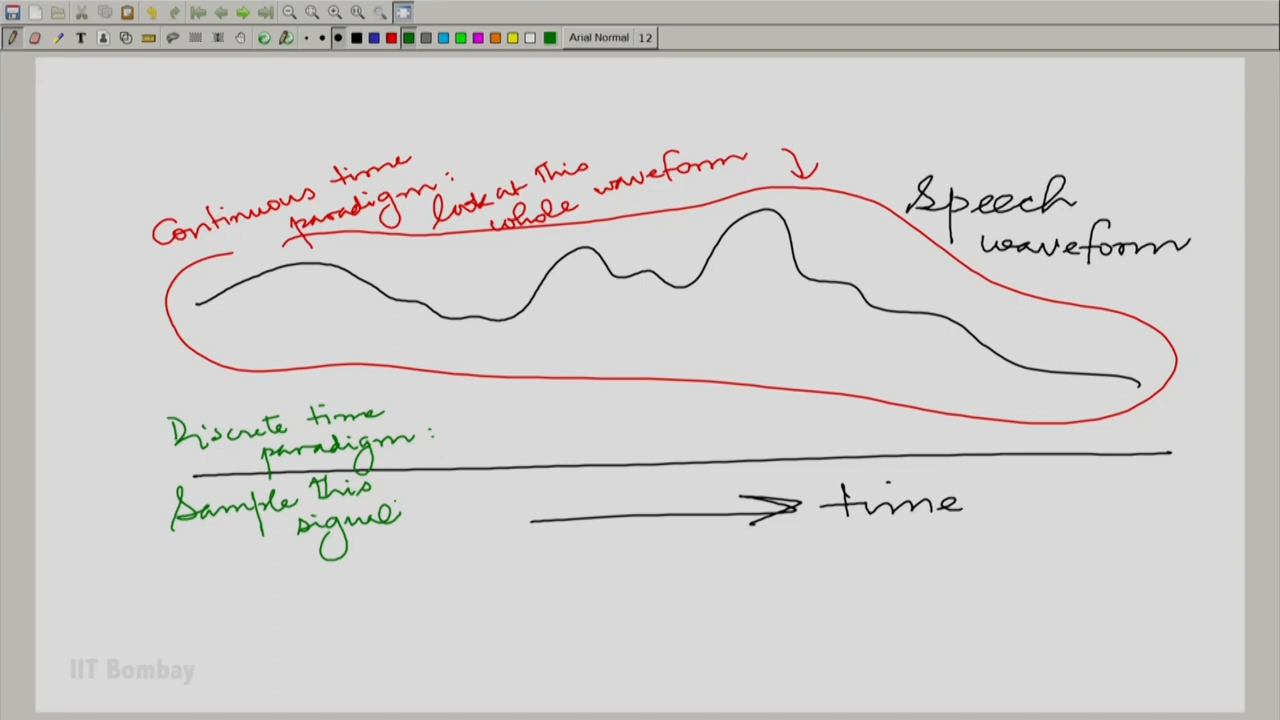 Arial Normal 12
Continuous time
paradigm:
look at this
whole waveform
Speech
waveform
Discrete time
paradigm:
Sample this
signal
time
IIT Bombay